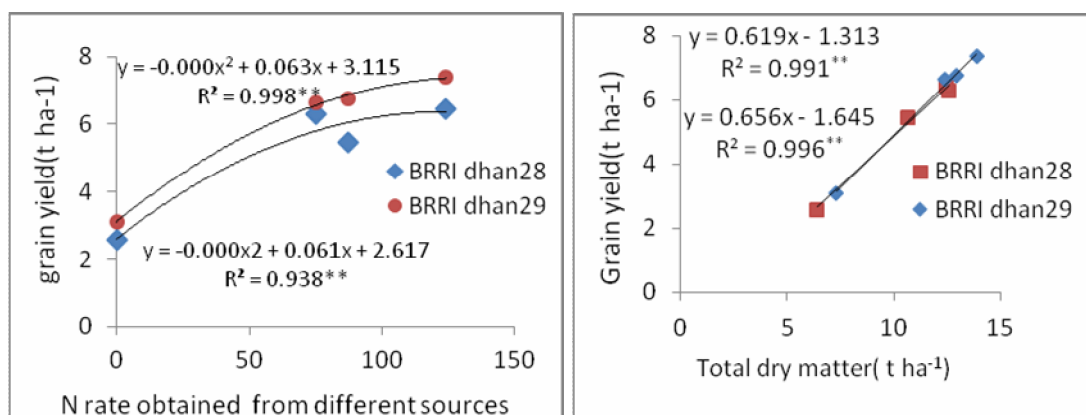 8
6
4
2
0
grain yield(t ha-1)
y = -0.000x² + 0.063x + 3.115
R² = 0.998**
BRRI dhan28
BRRI dhan29
y = -0.000x2 + 0.061x + 2.617
R² = 0.938**
0 50 100 150
N rate obtained from different sources
8
6
4
2
0
Grain yield(t ha-1)
y = 0.619x - 1.313
R² = 0.991**
y = 0.656x - 1.645
R² = 0.996**
BRRI dhan28
BRRI dhan29
0 5 10 15
Total dry matter( t ha-1)